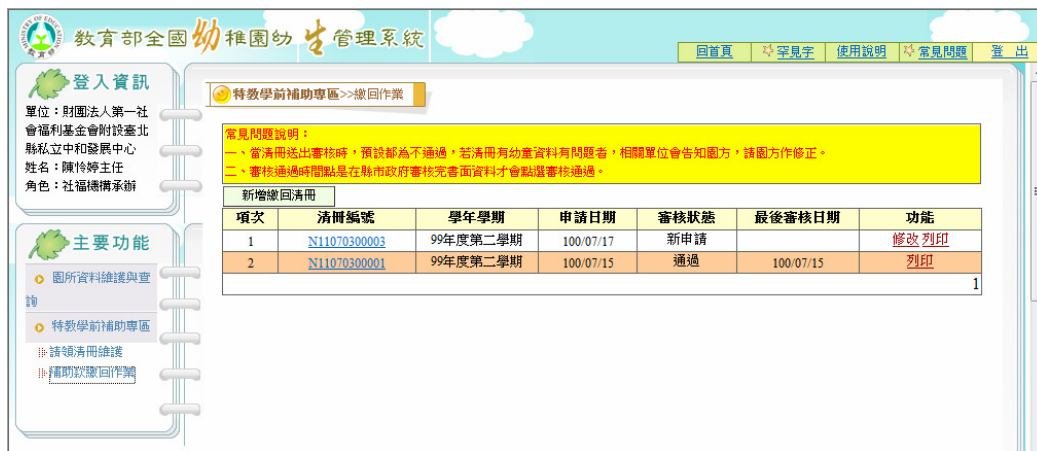 教育部全國幼稚園幼生管理系統
回首頁 罕見字 使用說明 常見問題 登 出
登入資訊
單位：財團法人第一社
會福利基金會附設臺北
縣私立中和發展中心
姓名：陳怜婷主任
角色：社福機構承辦
主要功能
園所資料維護與查
詢
特教學前補助專區
請領清冊維護
補助款繳回作業
特教學前補助專區>>繳回作業
常見問題說明：
一、當清冊送出審核時，預設都為不通過，若清冊有幼童資料有問題者，相關單位會告知園方，請園方作修正。
二、審核通過時間點是在縣市政府審核完書面資料才會點選審核通過。
新增繳回清冊
項次 清冊編號 學年學期 申請日期 審核狀態 最後審核日期 功能
1 N11070300003 99年度第二學期 100/07/17 新申請 修改 列印
2 N11070300001 99年度第二學期 100/07/15 通過 100/07/15 列印
1